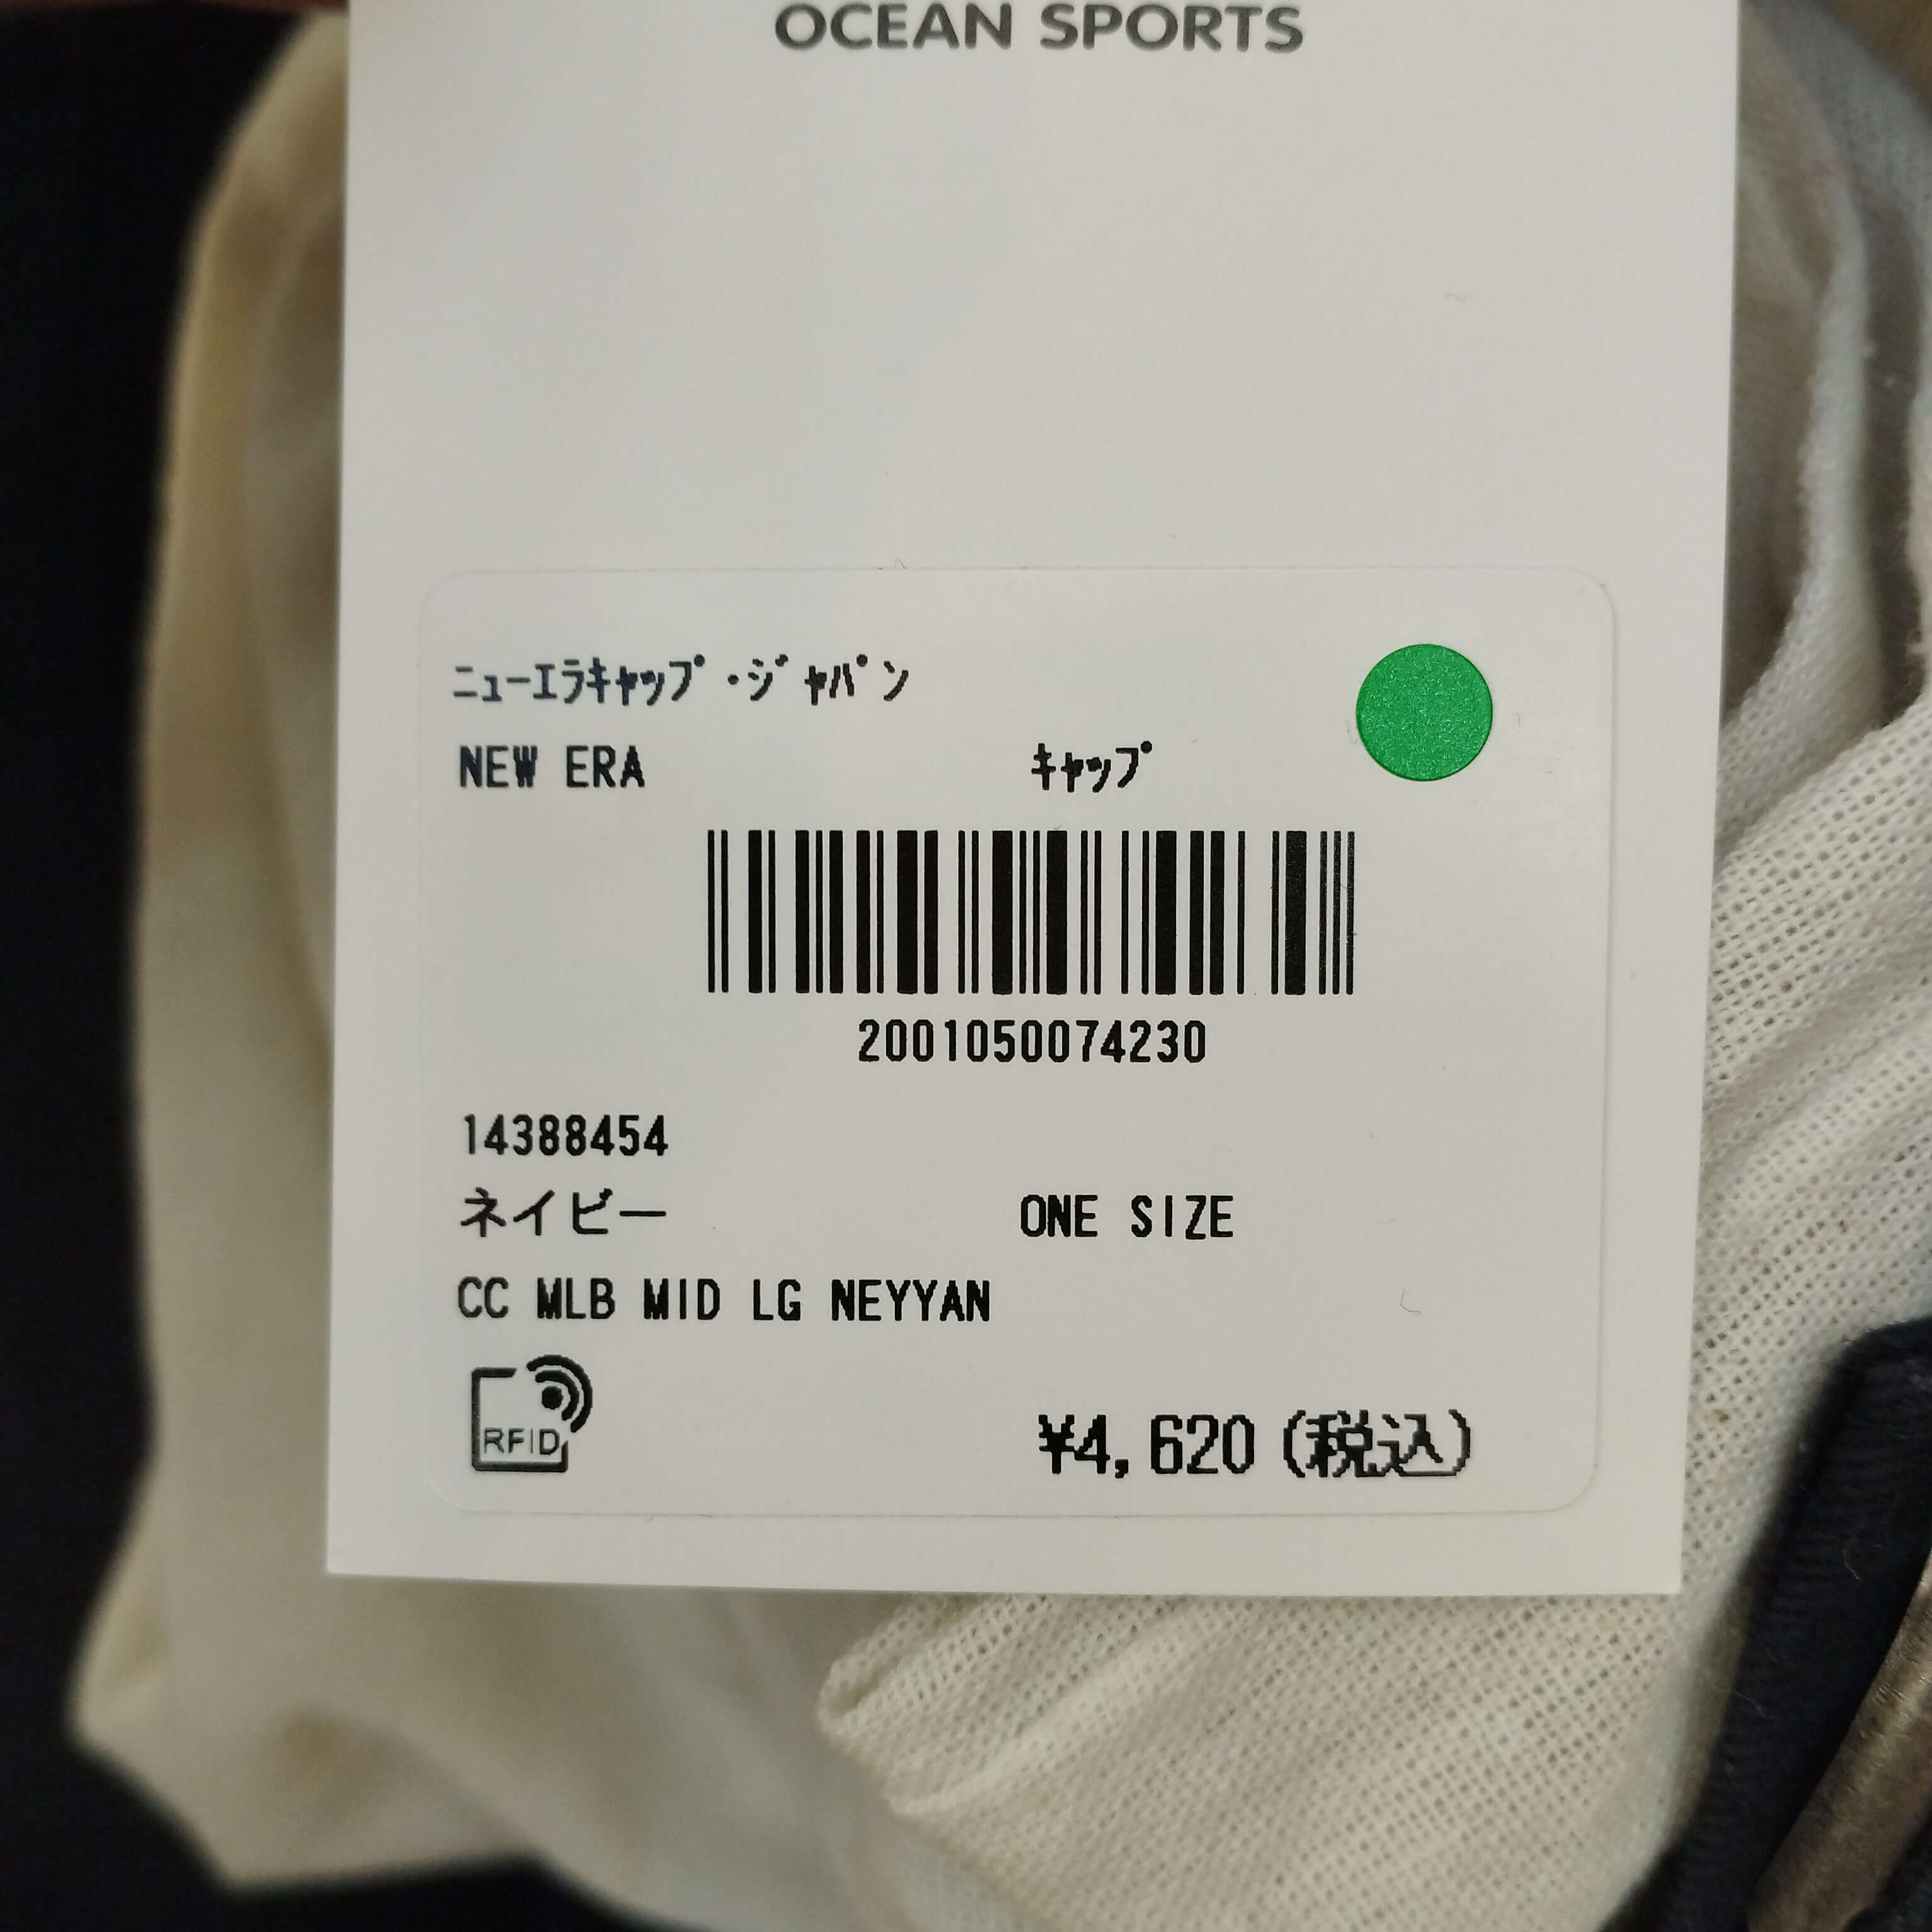 OCEAN SPORTS
ニューエラキャップ・ジャパン
NEW ERA キャップ
2001050074230
14388454
ネイビー ONE SIZE
CC MLB MID LG NEYYAN
RFID
¥4,620(税込)